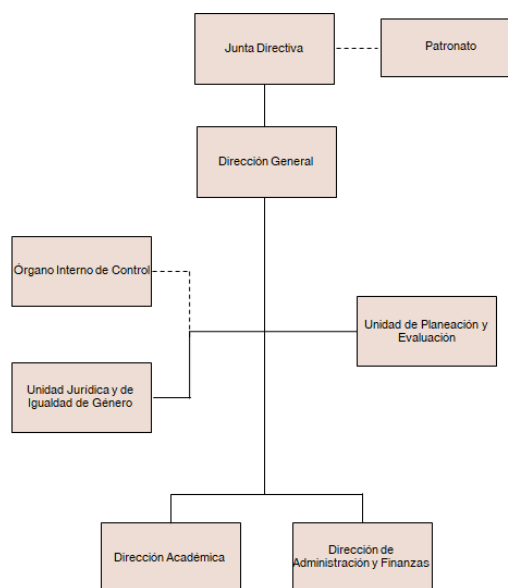 Junta Directiva
Patronato
Dirección General
Órgano Interno de Control
Unidad de Planeación y
Evaluación
Unidad Jurídica y de
Igualdad de Género
Dirección Académica
Dirección de
Administración y Finanzas